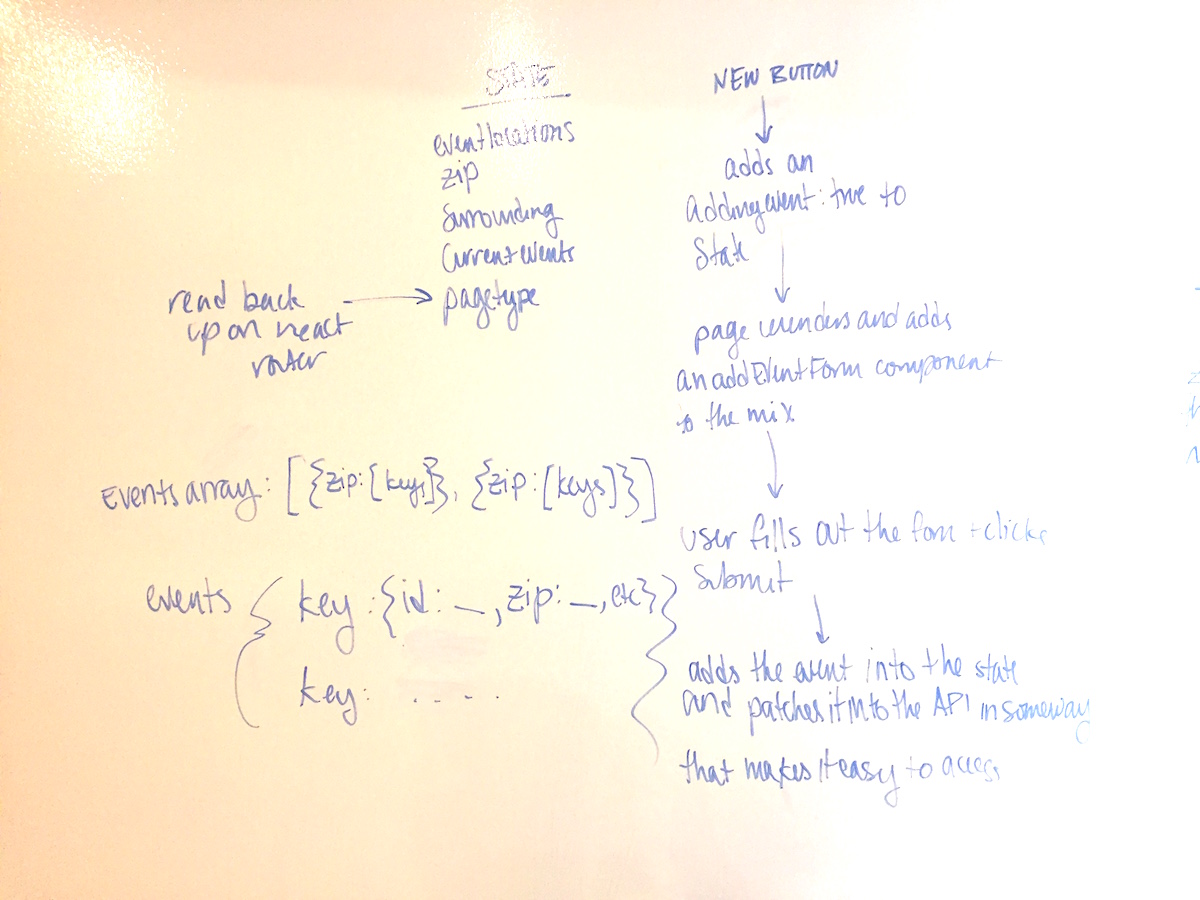 STATE
eventlocations
zip
surrounding
Currentevents
pagetype
read back
upon react
router
Events array: [{zip:[keys]}, {zip:[keys]}]
events { key:{id: _, zip: _, etc}}
key: . . . .
NEW BUTTON
adds an
Addingevent: true to
State
page rerenders and adds
an addEventForm component
to the mix
user fills out the form + clicks
Submit
adds the event into the state
and patches it into the API in someway
that makes it easy to access